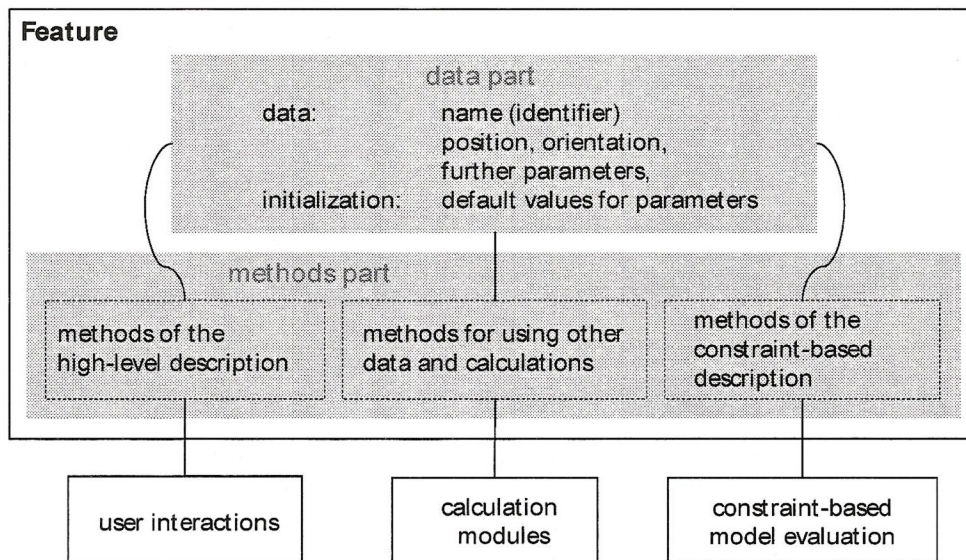 Feature
data part
data: name (identifier)
position, orientation,
further parameters,
initialization: default values for parameters
methods part
methods of the
high-level description
methods for using other
data and calculations
methods of the
constraint-based
description
user interactions
calculation
modules
constraint-based
model evaluation